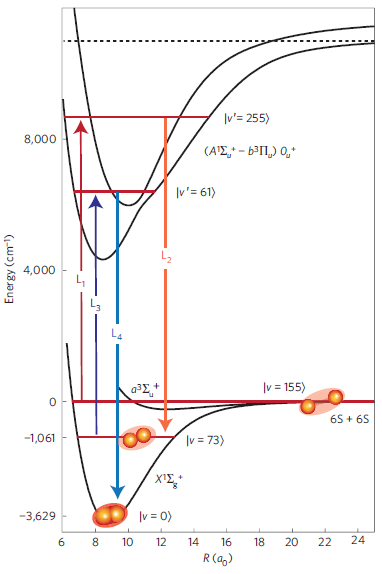 |v′ = 255⟩
8,000
(A¹Σᵤ⁺ – b³Πᵤ) 0ᵤ⁺
|v′ = 61⟩
Energy (cm⁻¹)
L₂
4,000
L₁
L₃
L₄
a³Σᵤ⁺
|v = 155⟩
0
6S + 6S
–1,061
|v = 73⟩
X¹Σg⁺
–3,629
|v = 0⟩
6 8 10 12 14 16 18 20 22 24
R (a₀)